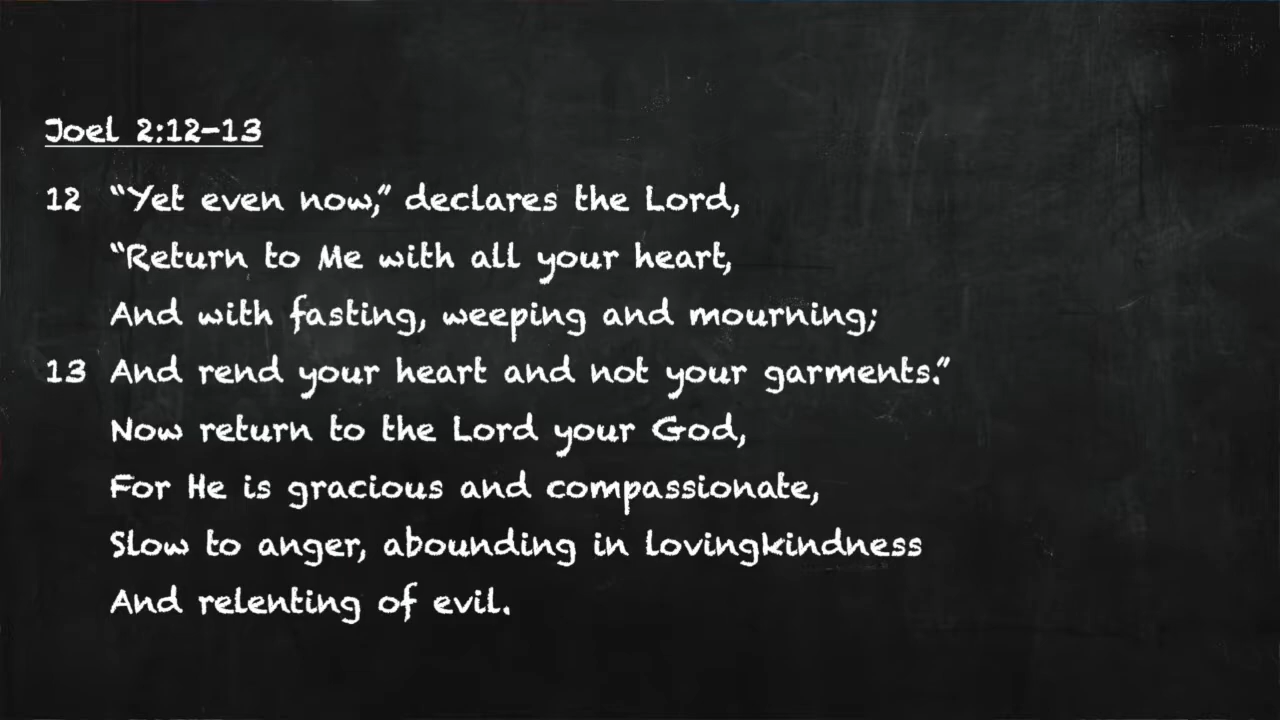 Joel 2:12-13
12 “Yet even now,” declares the Lord,
“Return to Me with all your heart,
And with fasting, weeping and mourning;
13 And rend your heart and not your garments.”
Now return to the Lord your God,
For He is gracious and compassionate,
Slow to anger, abounding in lovingkindness
And relenting of evil.